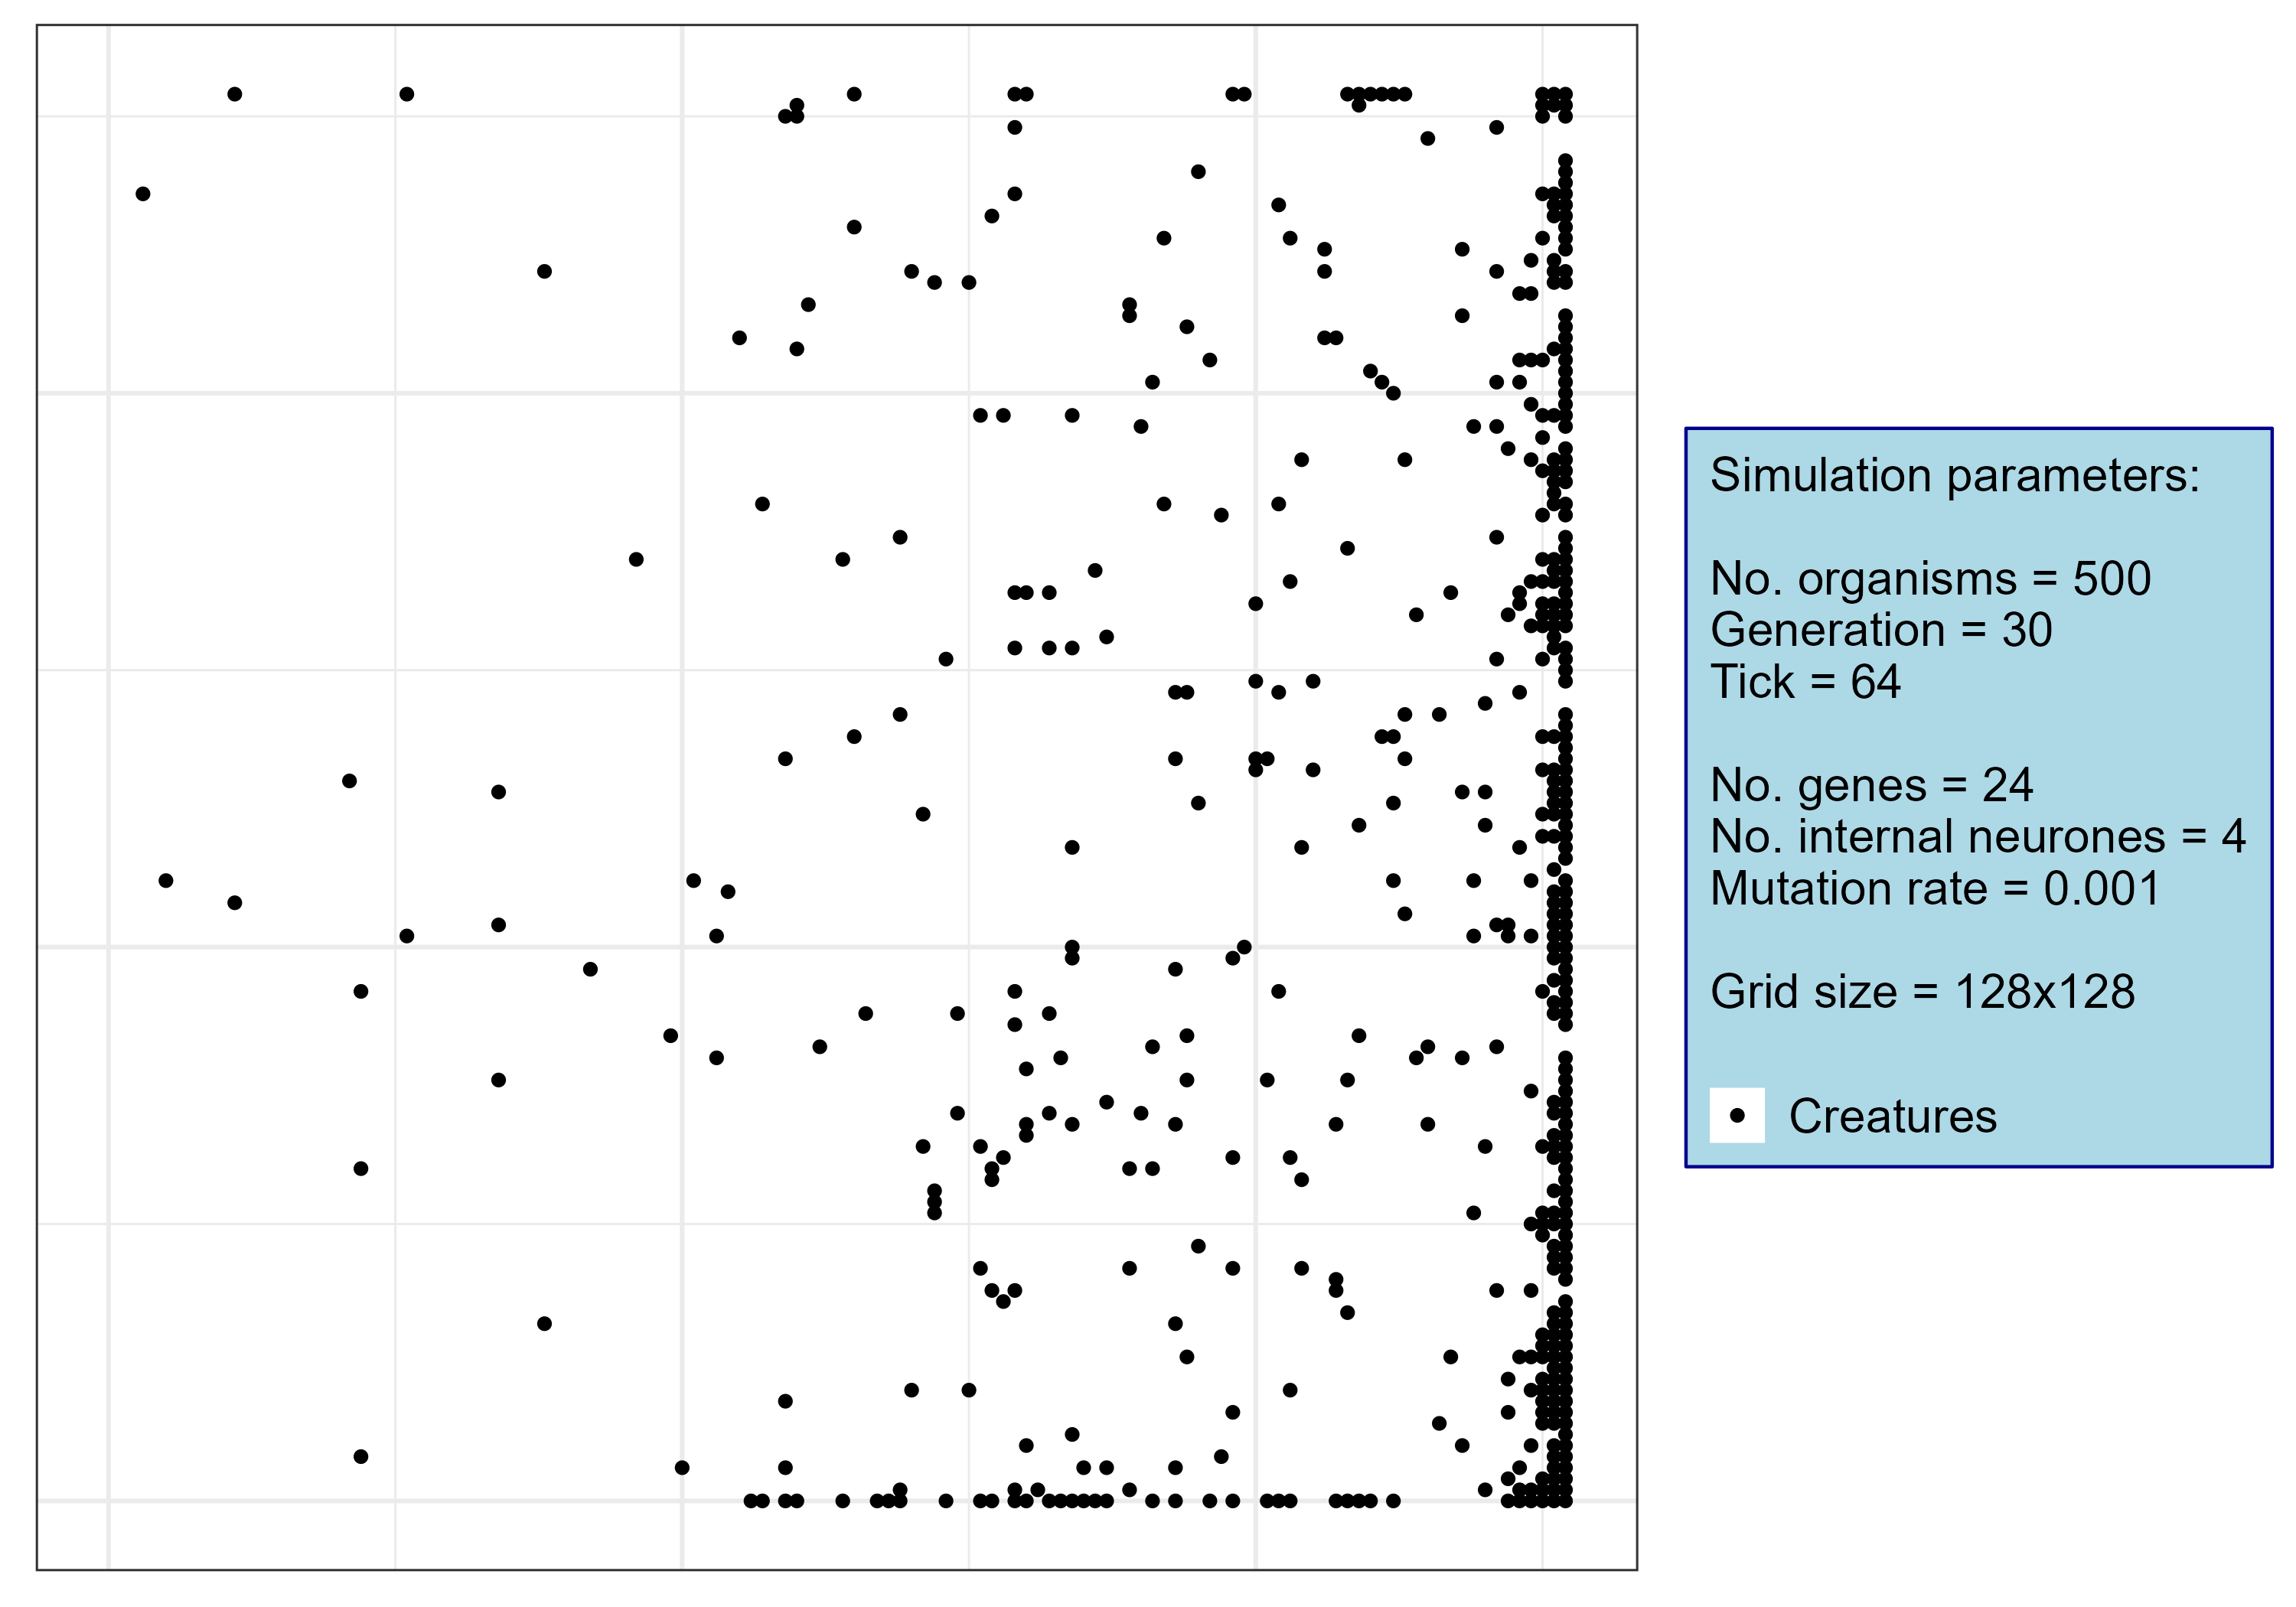 Simulation parameters:
No. organisms = 500
Generation = 30
Tick = 64
No. genes = 24
No. internal neurones = 4
Mutation rate = 0.001
Grid size = 128x128
Creatures